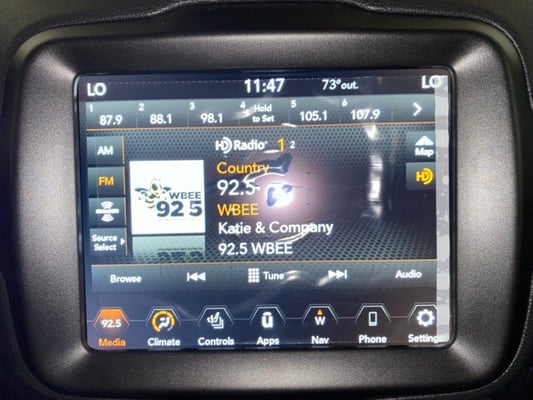 LO 11:47 73°out. LO
1 2 3 4 5 6
87.9 88.1 98.1 Hold to Set 105.1 107.9
AM
HD Radio 1 2
Map
Country
FM
92.5
HD
WBEE
92 5
WBEE
Katie & Company
Source
Select
92.5 WBEE
Browse Tune Audio
92.5 W
Media Climate Controls Apps Nav Phone Setting